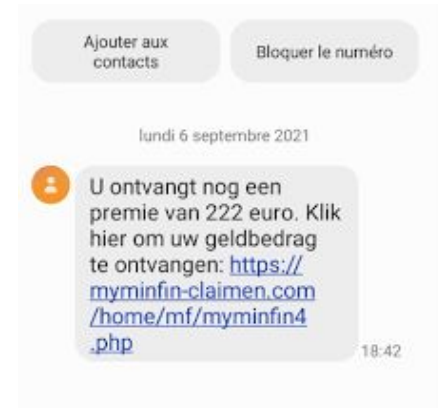 Ajouter aux
contacts
Bloquer le numéro
lundi 6 septembre 2021
U ontvangt nog een
premie van 222 euro. Klik
hier om uw geldbedrag
te ontvangen: https://
myminfin-claimen.com
/home/mf/myminfin4
.php
18:42